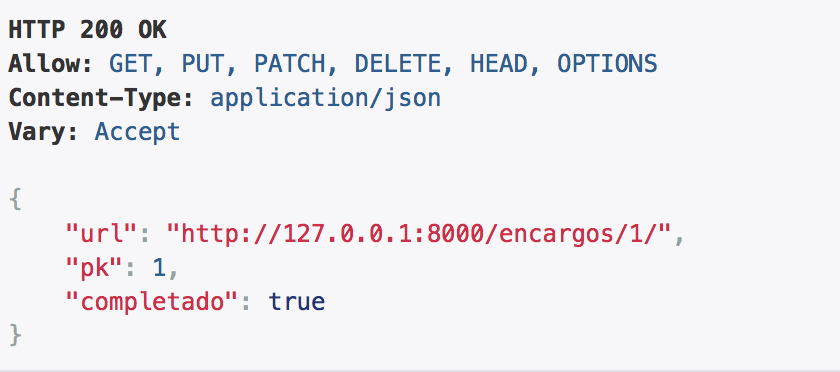 HTTP 200 OK
Allow: GET, PUT, PATCH, DELETE, HEAD, OPTIONS
Content-Type: application/json
Vary: Accept
{
    "url": "http://127.0.0.1:8000/encargos/1/",
    "pk": 1,
    "completado": true
}